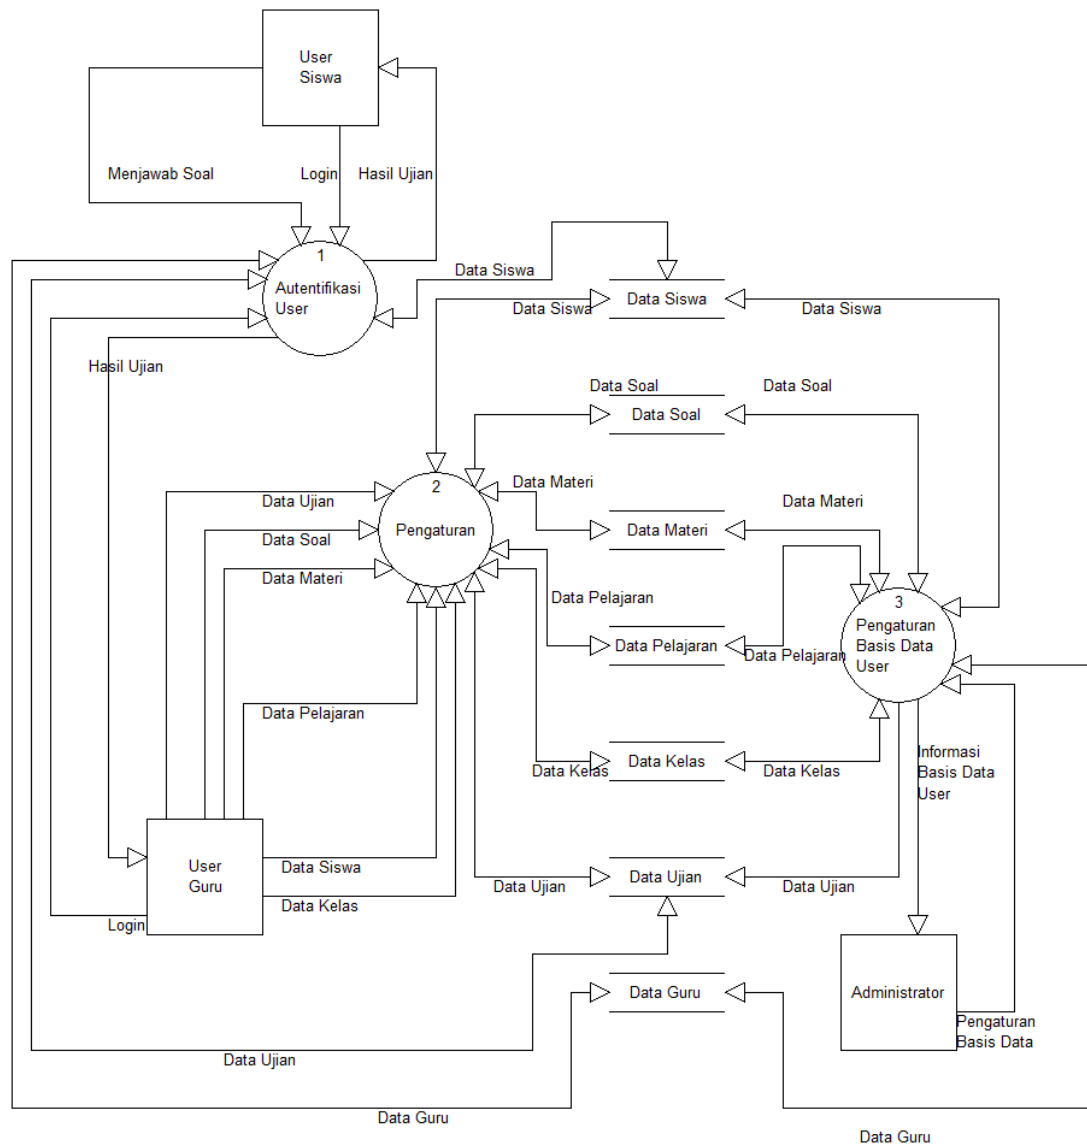 User
Siswa
Menjawab Soal
Login
Hasil Ujian
1
Autentifikasi
User
Data Siswa
Data Siswa
Data Siswa
Data Siswa
Hasil Ujian
Data Soal
Data Soal
Data Soal
2
Pengaturan
Data Ujian
Data Soal
Data Materi
Data Materi
Data Materi
Data Materi
Data Pelajaran
Data Pelajaran
Data Pelajaran
3
Pengaturan
Basis Data
User
Data Pelajaran
Data Kelas
Data Kelas
Data Kelas
Informasi
Basis Data
User
User
Guru
Data Siswa
Data Kelas
Login
Data Ujian
Data Ujian
Data Ujian
Data Guru
Administrator
Pengaturan
Basis Data
Data Ujian
Data Guru
Data Guru